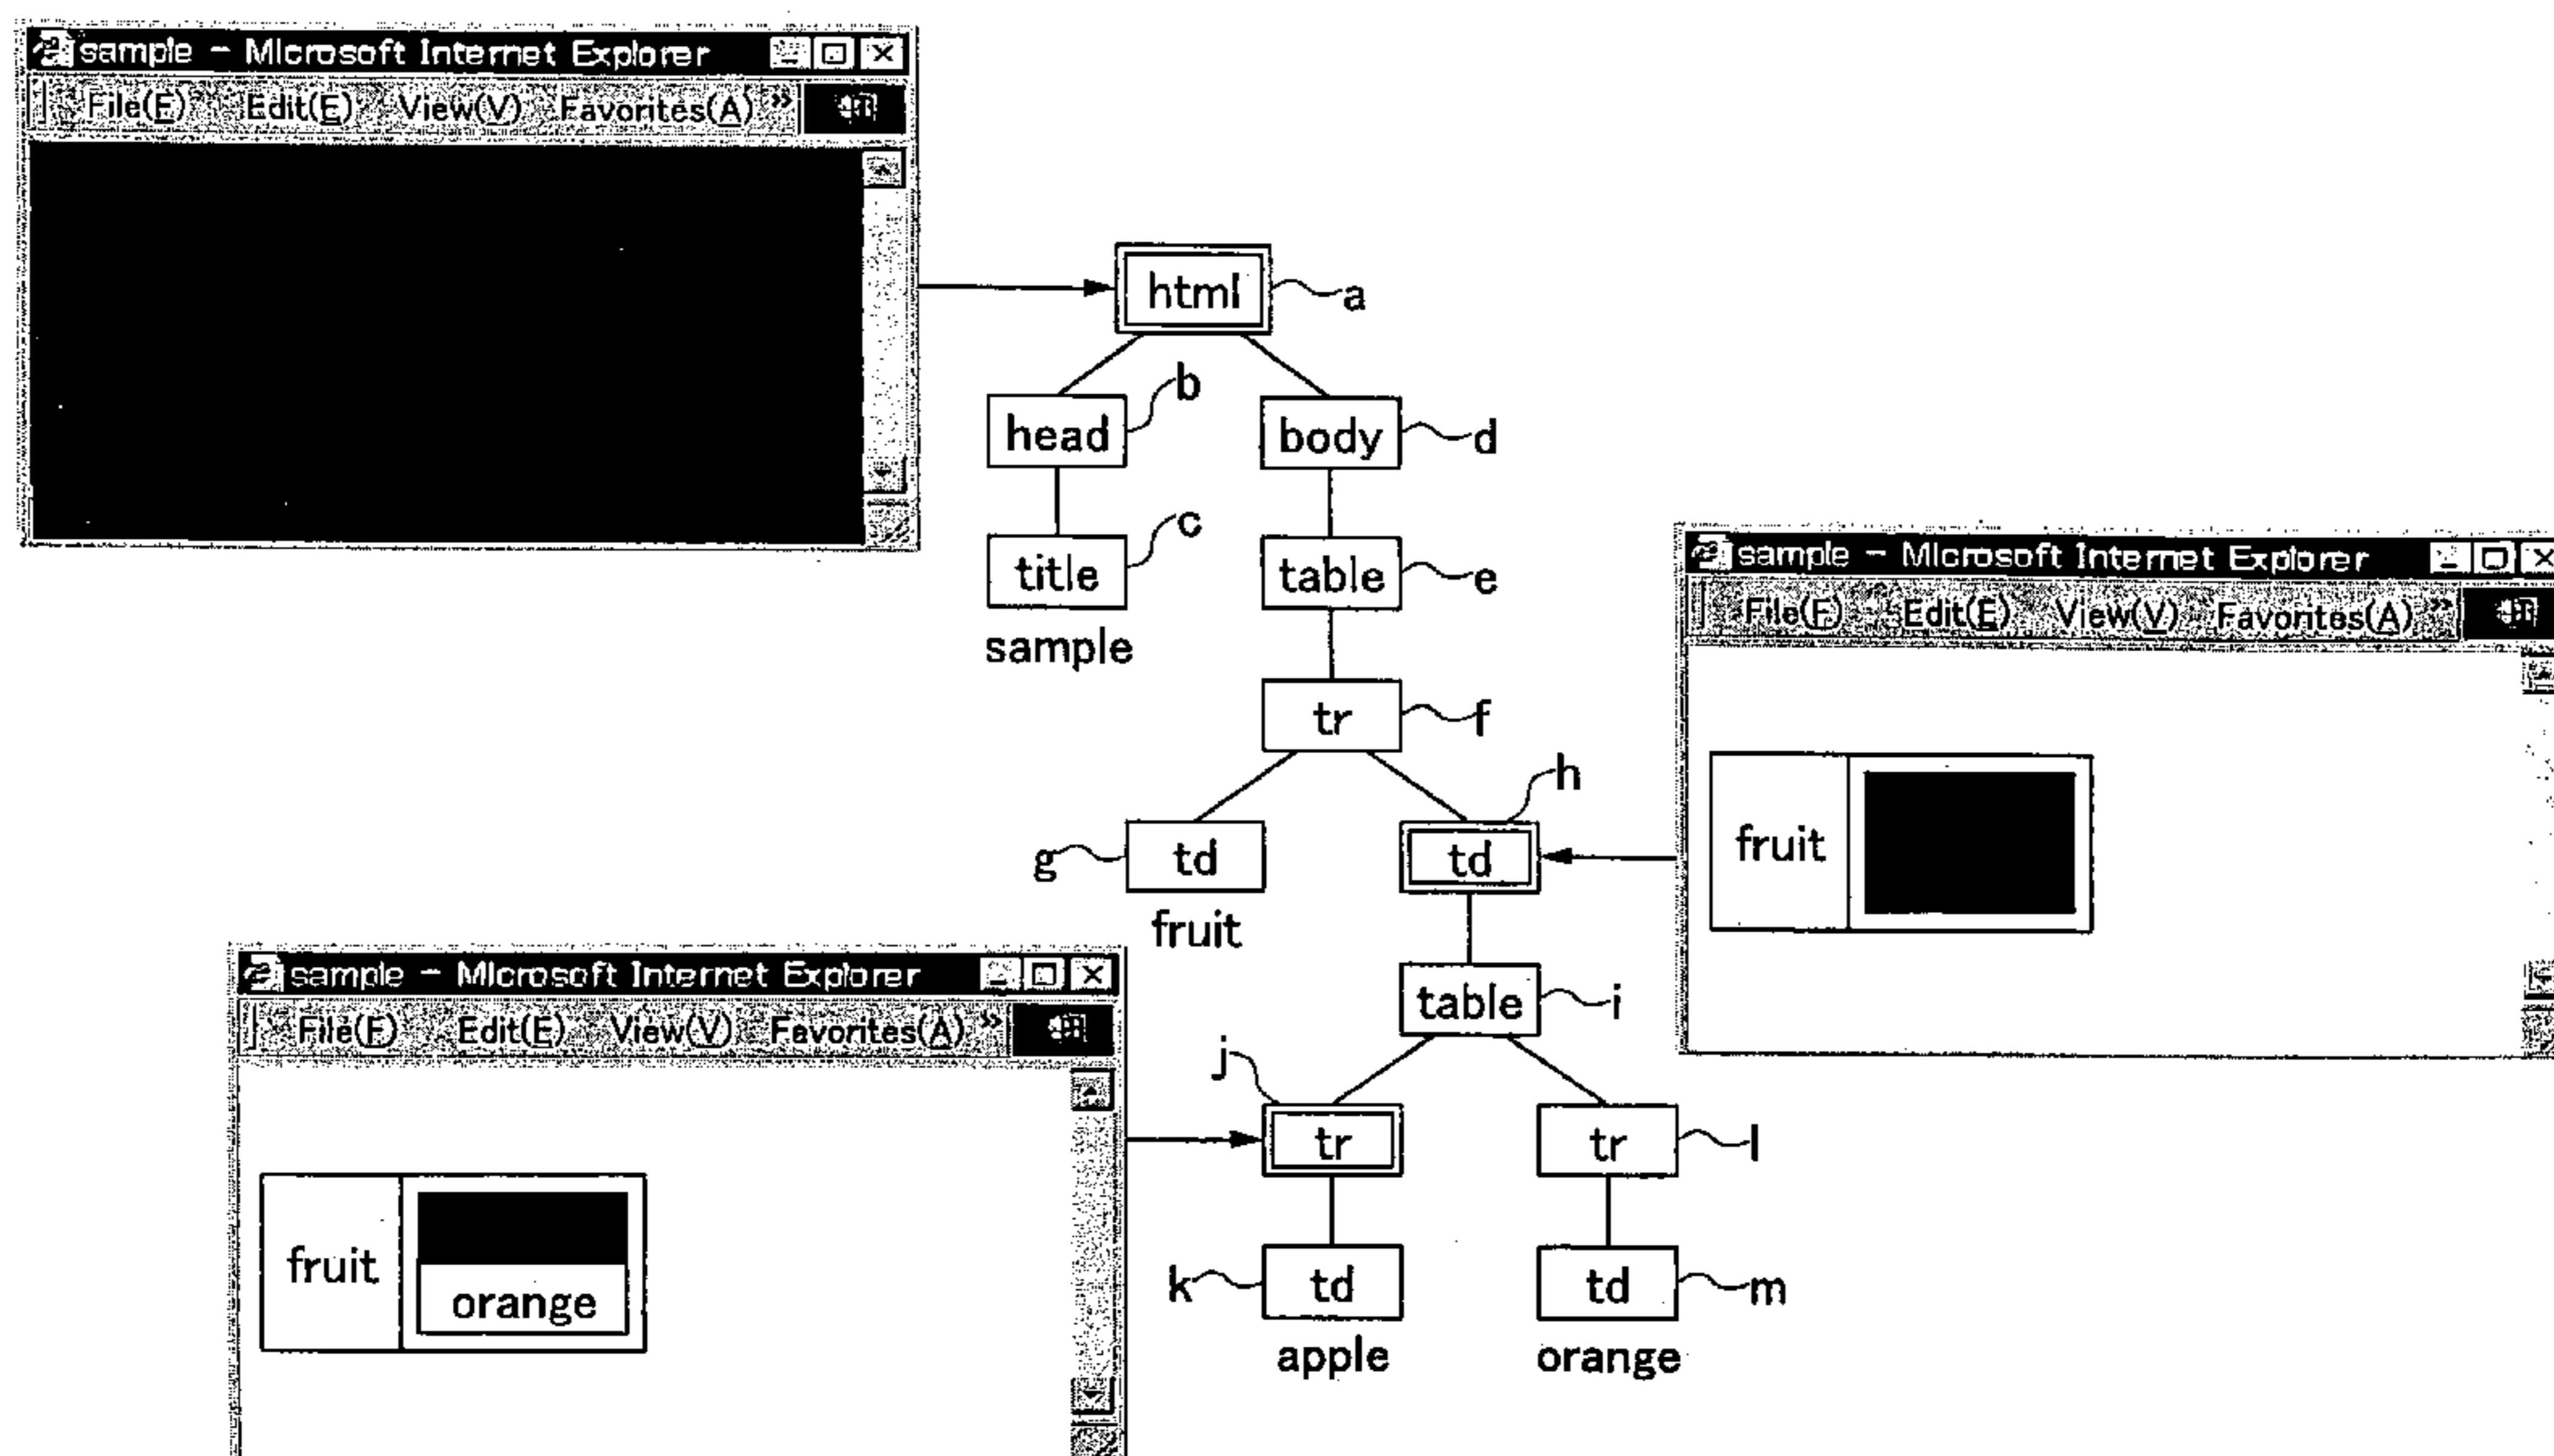 sample - Microsoft Internet Explorer
File(F) Edit(E) View(V) Favorites(A) »
html a
b
head body d
c
title table e
sample
tr f
h
g td td
fruit
table i
j
tr tr l
k td td m
apple orange
sample - Microsoft Internet Explorer
File(F) Edit(E) View(V) Favorites(A) »
fruit
sample - Microsoft Internet Explorer
File(F) Edit(E) View(V) Favorites(A) »
fruit
orange